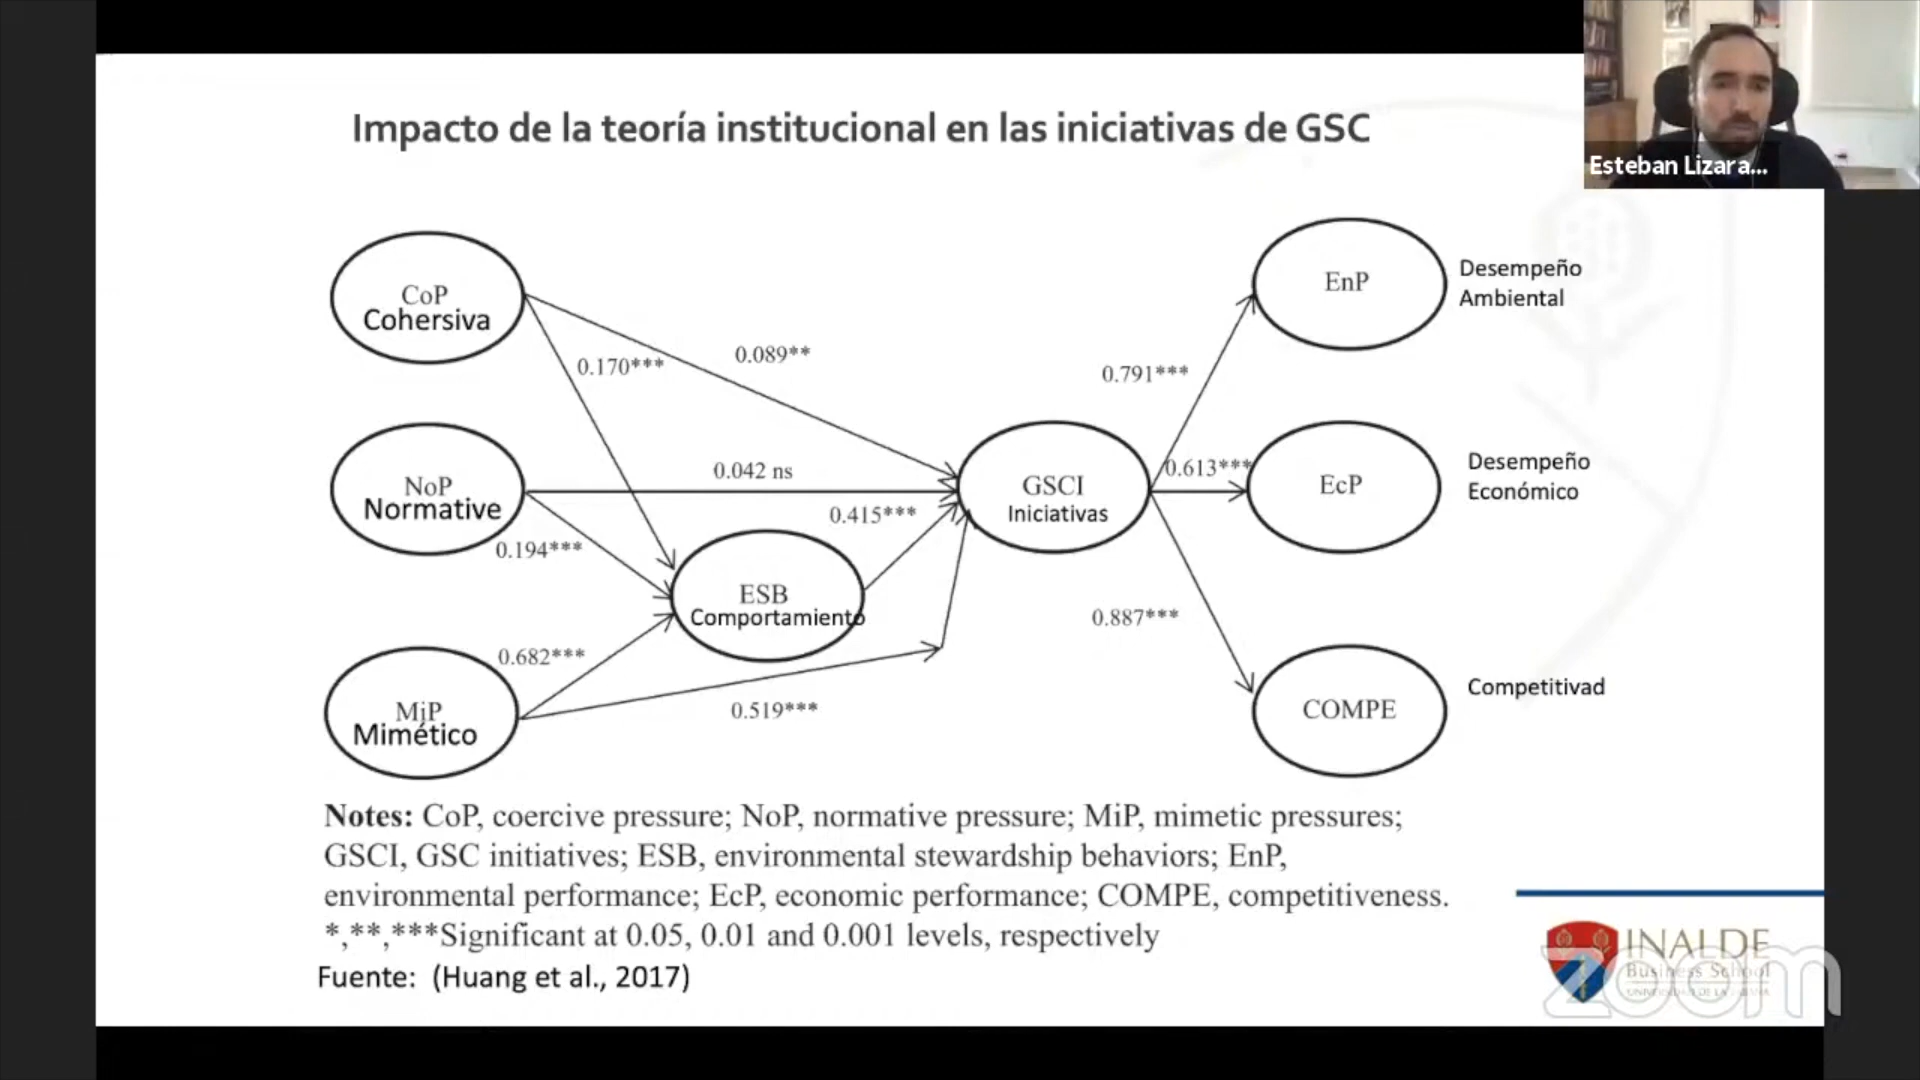 Impacto de la teoría institucional en las iniciativas de GSC
Esteban Lizara...
CoP
Cohersiva
0.170***
0.089**
NoP
Normative
0.042 ns
0.194***
0.415***
ESB
Comportamiento
MiP
Mimético
0.682***
0.519***
GSCI
Iniciativas
0.791***
0.613***
0.887***
EnP
Desempeño
Ambiental
EcP
Desempeño
Económico
COMPE
Competitivad
Notes: CoP, coercive pressure; NoP, normative pressure; MiP, mimetic pressures;
GSCI, GSC initiatives; ESB, environmental stewardship behaviors; EnP,
environmental performance; EcP, economic performance; COMPE, competitiveness.
*,**,***Significant at 0.05, 0.01 and 0.001 levels, respectively
Fuente: (Huang et al., 2017)
INALDE
Business School
zoom